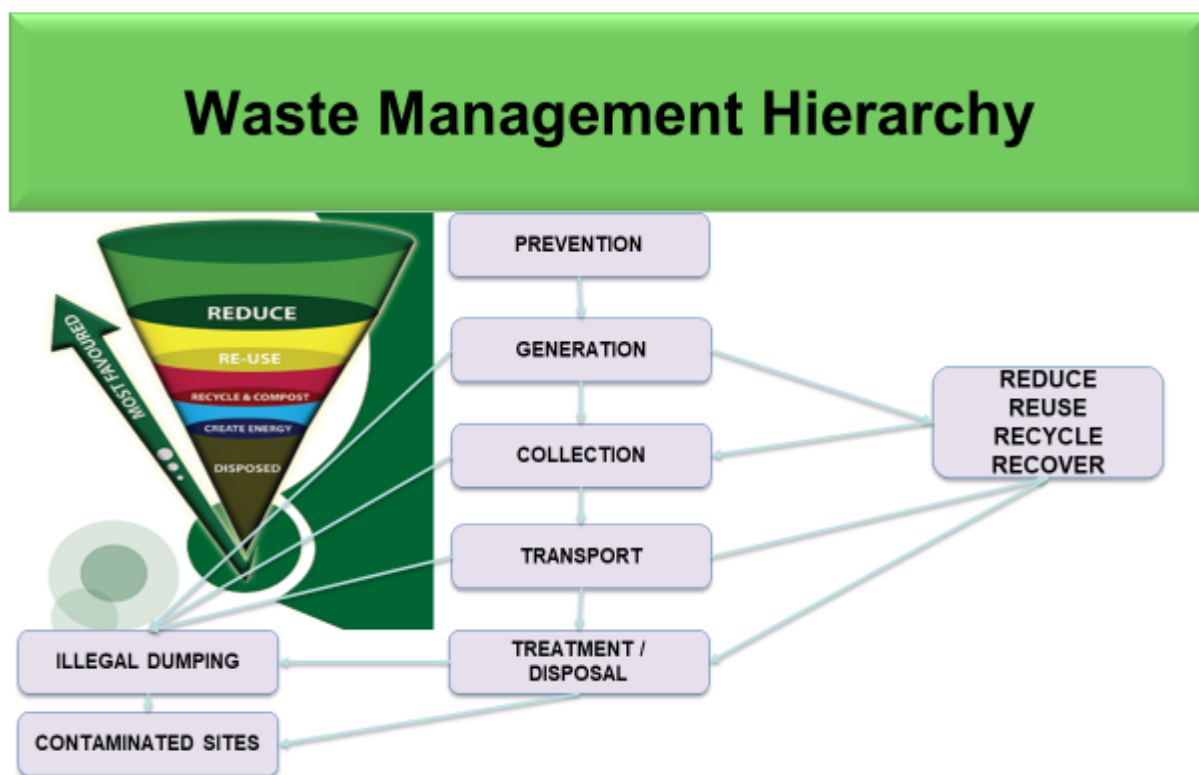 Waste Management Hierarchy
REDUCE
RE-USE
RECYCLE & COMPOST
CREATE ENERGY
DISPOSED
MOST FAVOURED
PREVENTION
GENERATION
COLLECTION
TRANSPORT
TREATMENT /
DISPOSAL
REDUCE
REUSE
RECYCLE
RECOVER
ILLEGAL DUMPING
CONTAMINATED SITES